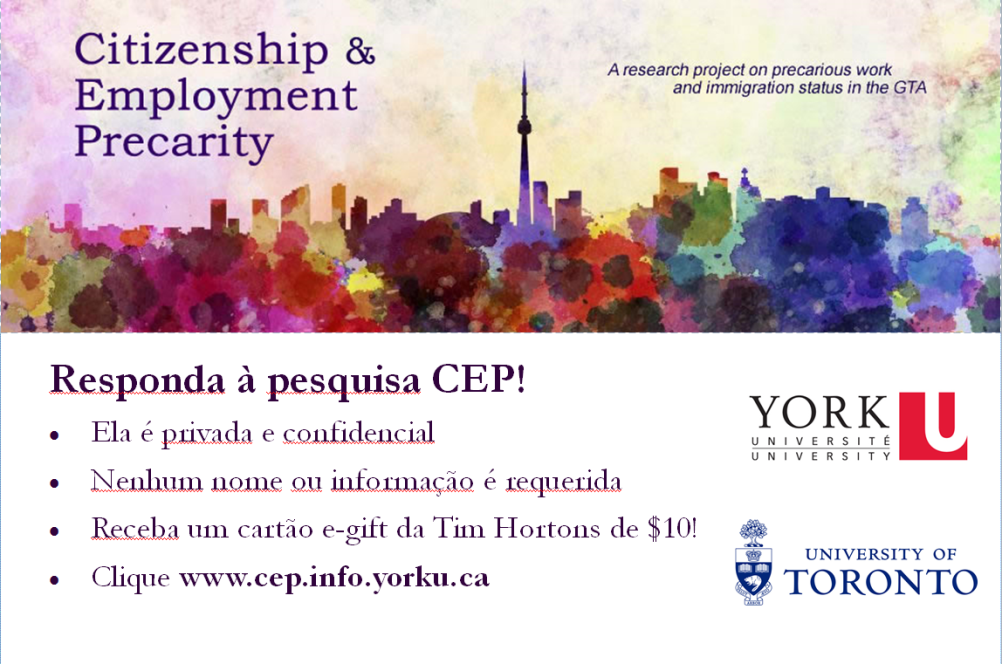 Citizenship &
Employment
Precarity
A research project on precarious work
and immigration status in the GTA
Responda à pesquisa CEP!
• Ela é privada e confidencial
• Nenhum nome ou informação é requerida
• Receba um cartão e-gift da Tim Hortons de $10!
• Clique www.cep.info.yorku.ca
YORK U
UNIVERSITÉ
UNIVERSITY
UNIVERSITY OF
TORONTO